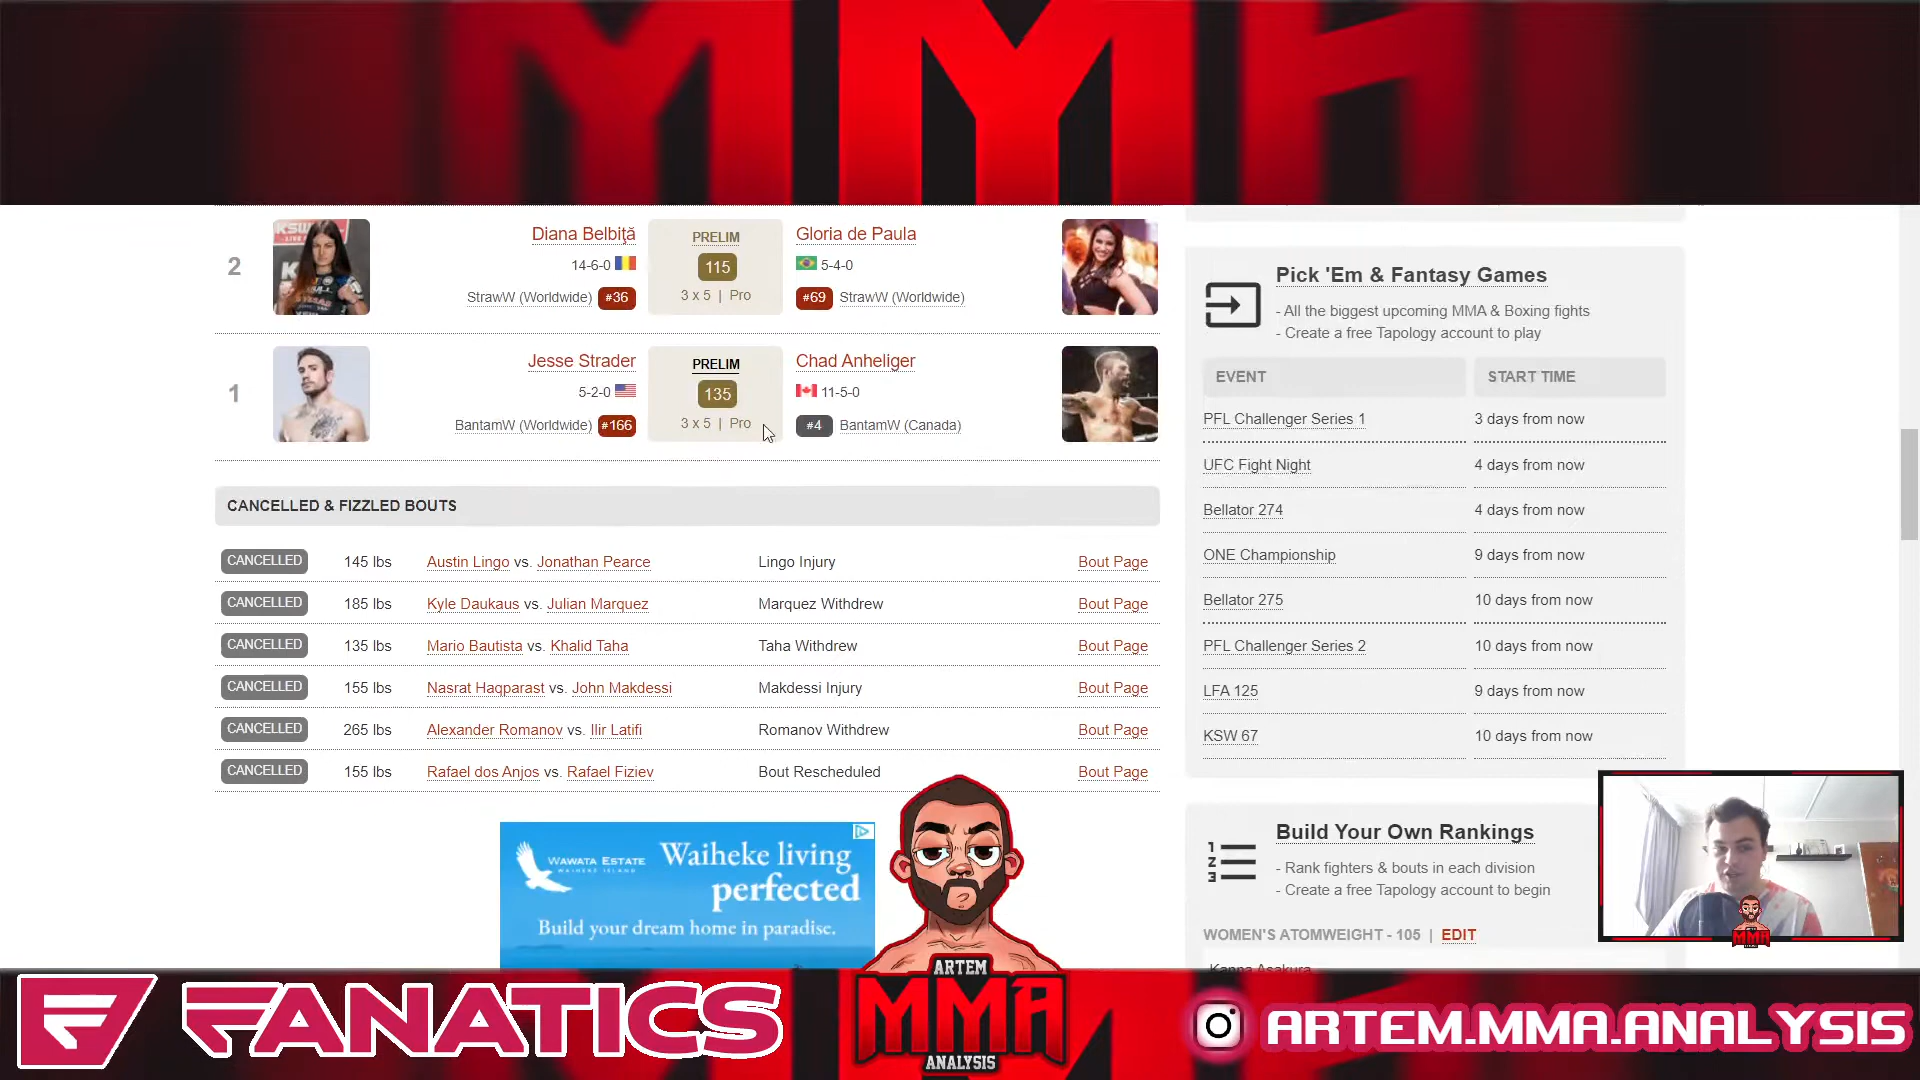 MMA
2
Diana Belbiţă
14-6-0
StrawW (Worldwide) #36
PRELIM
115
3 x 5 | Pro
Gloria de Paula
5-4-0
#69 StrawW (Worldwide)
1
Jesse Strader
5-2-0
BantamW (Worldwide) #166
PRELIM
135
3 x 5 | Pro
Chad Anheliger
11-5-0
#4 BantamW (Canada)
CANCELLED & FIZZLED BOUTS
CANCELLED 145 lbs Austin Lingo vs. Jonathan Pearce Lingo Injury Bout Page
CANCELLED 185 lbs Kyle Daukaus vs. Julian Marquez Marquez Withdrew Bout Page
CANCELLED 135 lbs Mario Bautista vs. Khalid Taha Taha Withdrew Bout Page
CANCELLED 155 lbs Nasrat Haqparast vs. John Makdessi Makdessi Injury Bout Page
CANCELLED 265 lbs Alexander Romanov vs. Ilir Latifi Romanov Withdrew Bout Page
CANCELLED 155 lbs Rafael dos Anjos vs. Rafael Fiziev Bout Rescheduled Bout Page
WAWATA ESTATE
WAIHEKE ISLAND
Waiheke living
perfected
Build your dream home in paradise.
Pick 'Em & Fantasy Games
- All the biggest upcoming MMA & Boxing fights
- Create a free Tapology account to play
EVENT START TIME
PFL Challenger Series 1 3 days from now
UFC Fight Night 4 days from now
Bellator 274 4 days from now
ONE Championship 9 days from now
Bellator 275 10 days from now
PFL Challenger Series 2 10 days from now
LFA 125 9 days from now
KSW 67 10 days from now
1
2
3
Build Your Own Rankings
- Rank fighters & bouts in each division
- Create a free Tapology account to begin
WOMEN'S ATOMWEIGHT - 105 | EDIT
Kanna Asakura
MMA
FANATICS
ARTEM
MMA
ANALYSIS
ARTEM.MMA.ANALYSIS